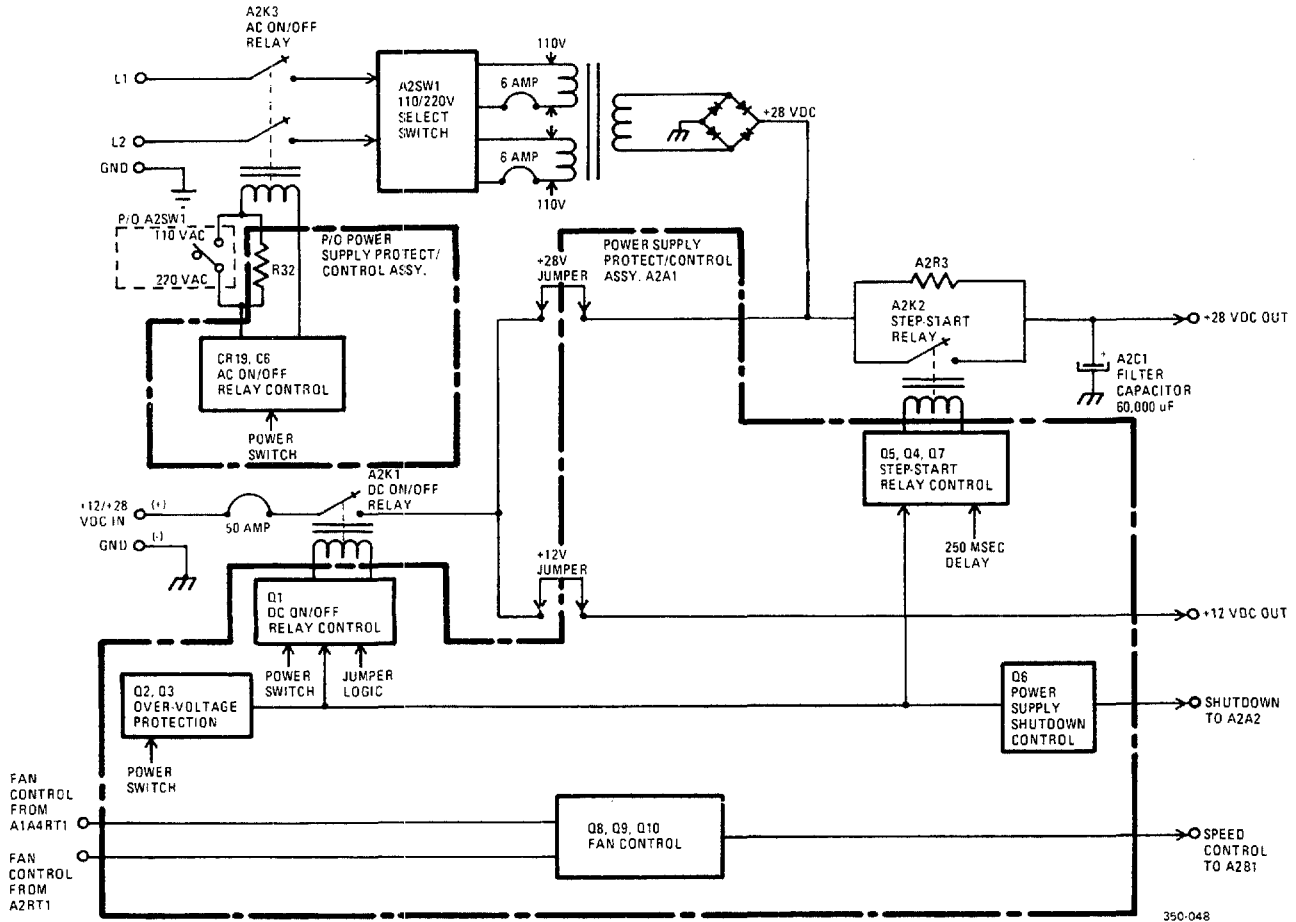 A2K3
AC ON/OFF
RELAY
L1
L2
GND
A2SW1
110/220V
SELECT
SWITCH
110V
6 AMP
6 AMP
110V
+28 VDC
P/O A2SW1
110 VAC
220 VAC
R32
P/O POWER
SUPPLY PROTECT/
CONTROL ASSY.
CR19, C6
AC ON/OFF
RELAY CONTROL
POWER
SWITCH
POWER SUPPLY
PROTECT/CONTROL
ASSY. A2A1
+28V
JUMPER
A2R3
A2K2
STEP-START
RELAY
+28 VDC OUT
+
A2C1
FILTER
CAPACITOR
60,000 uF
Q5, Q4, Q7
STEP-START
RELAY CONTROL
250 MSEC
DELAY
+12/+28
VDC IN
(+)
GND
(-)
50 AMP
A2K1
DC ON/OFF
RELAY
+12V
JUMPER
+12 VDC OUT
Q1
DC ON/OFF
RELAY CONTROL
POWER
SWITCH
JUMPER
LOGIC
Q2, Q3
OVER-VOLTAGE
PROTECTION
POWER
SWITCH
Q6
POWER
SUPPLY
SHUTDOWN
CONTROL
SHUTDOWN
TO A2A2
FAN
CONTROL
FROM
A1A4RT1
FAN
CONTROL
FROM
A2RT1
Q8, Q9, Q10
FAN CONTROL
SPEED
CONTROL
TO A2B1
350-048